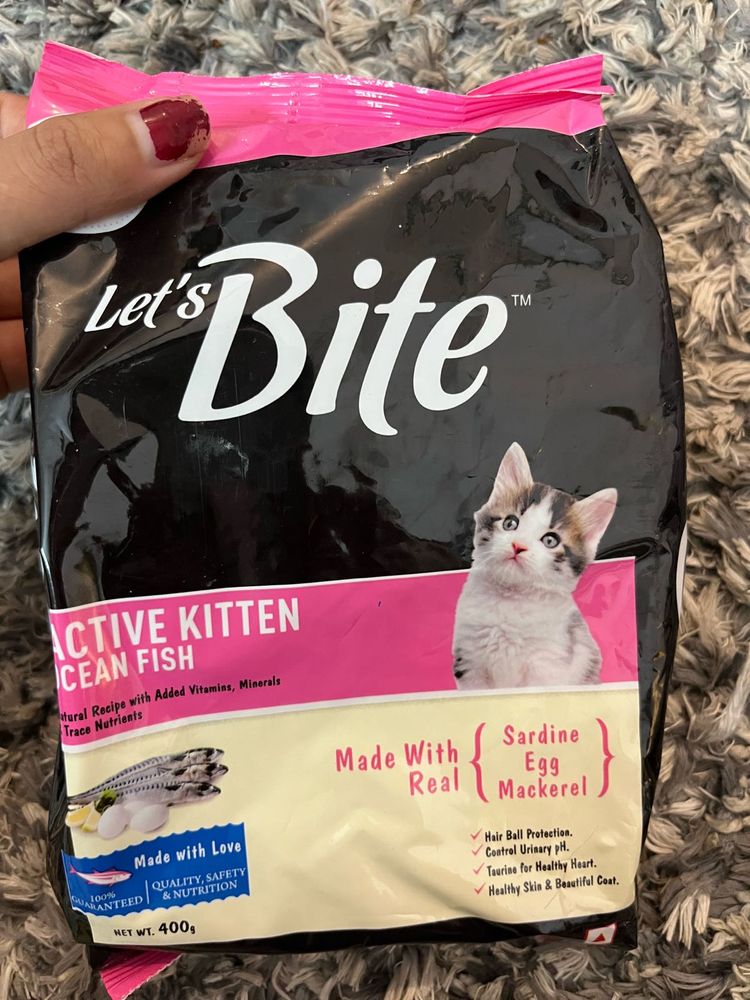 Let's Bite™
ACTIVE KITTEN
OCEAN FISH
Recipe with Added Vitamins, Minerals
Trace Nutrients
Made With
Real
Sardine
Egg
Mackerel
Hair Ball Protection.
Control Urinary pH.
Taurine for Healthy Heart.
Healthy Skin & Beautiful Coat.
Made with Love
100%
GUARANTEED
QUALITY, SAFETY
& NUTRITION
NET WT. 400g